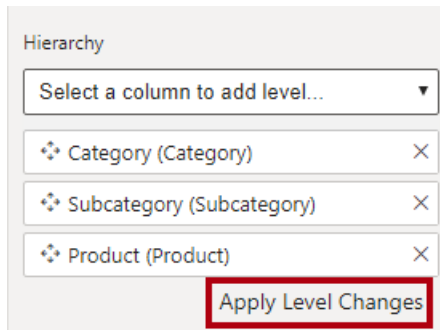 Hierarchy
Select a column to add level...
Category (Category)
Subcategory (Subcategory)
Product (Product)
Apply Level Changes